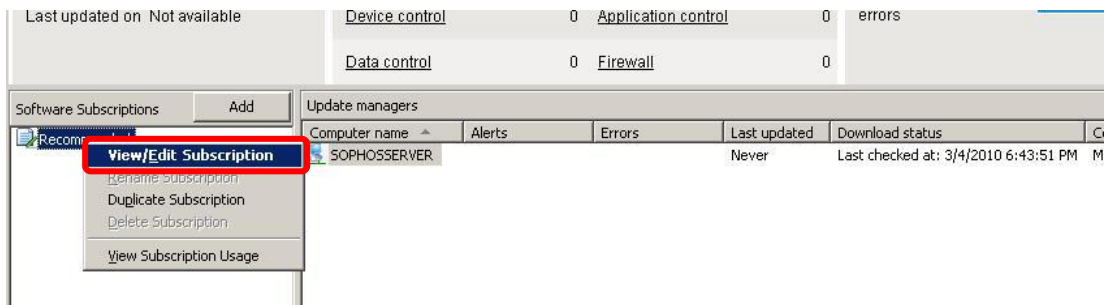 Last updated on Not available
Device control 0 Application control 0 errors
Data control 0 Firewall 0
Software Subscriptions Add
Update managers
Computer name Alerts Errors Last updated Download status
SOPHOSSERVER Never Last checked at: 3/4/2010 6:43:51 PM
View/Edit Subscription
Rename Subscription
Duplicate Subscription
Delete Subscription
View Subscription Usage